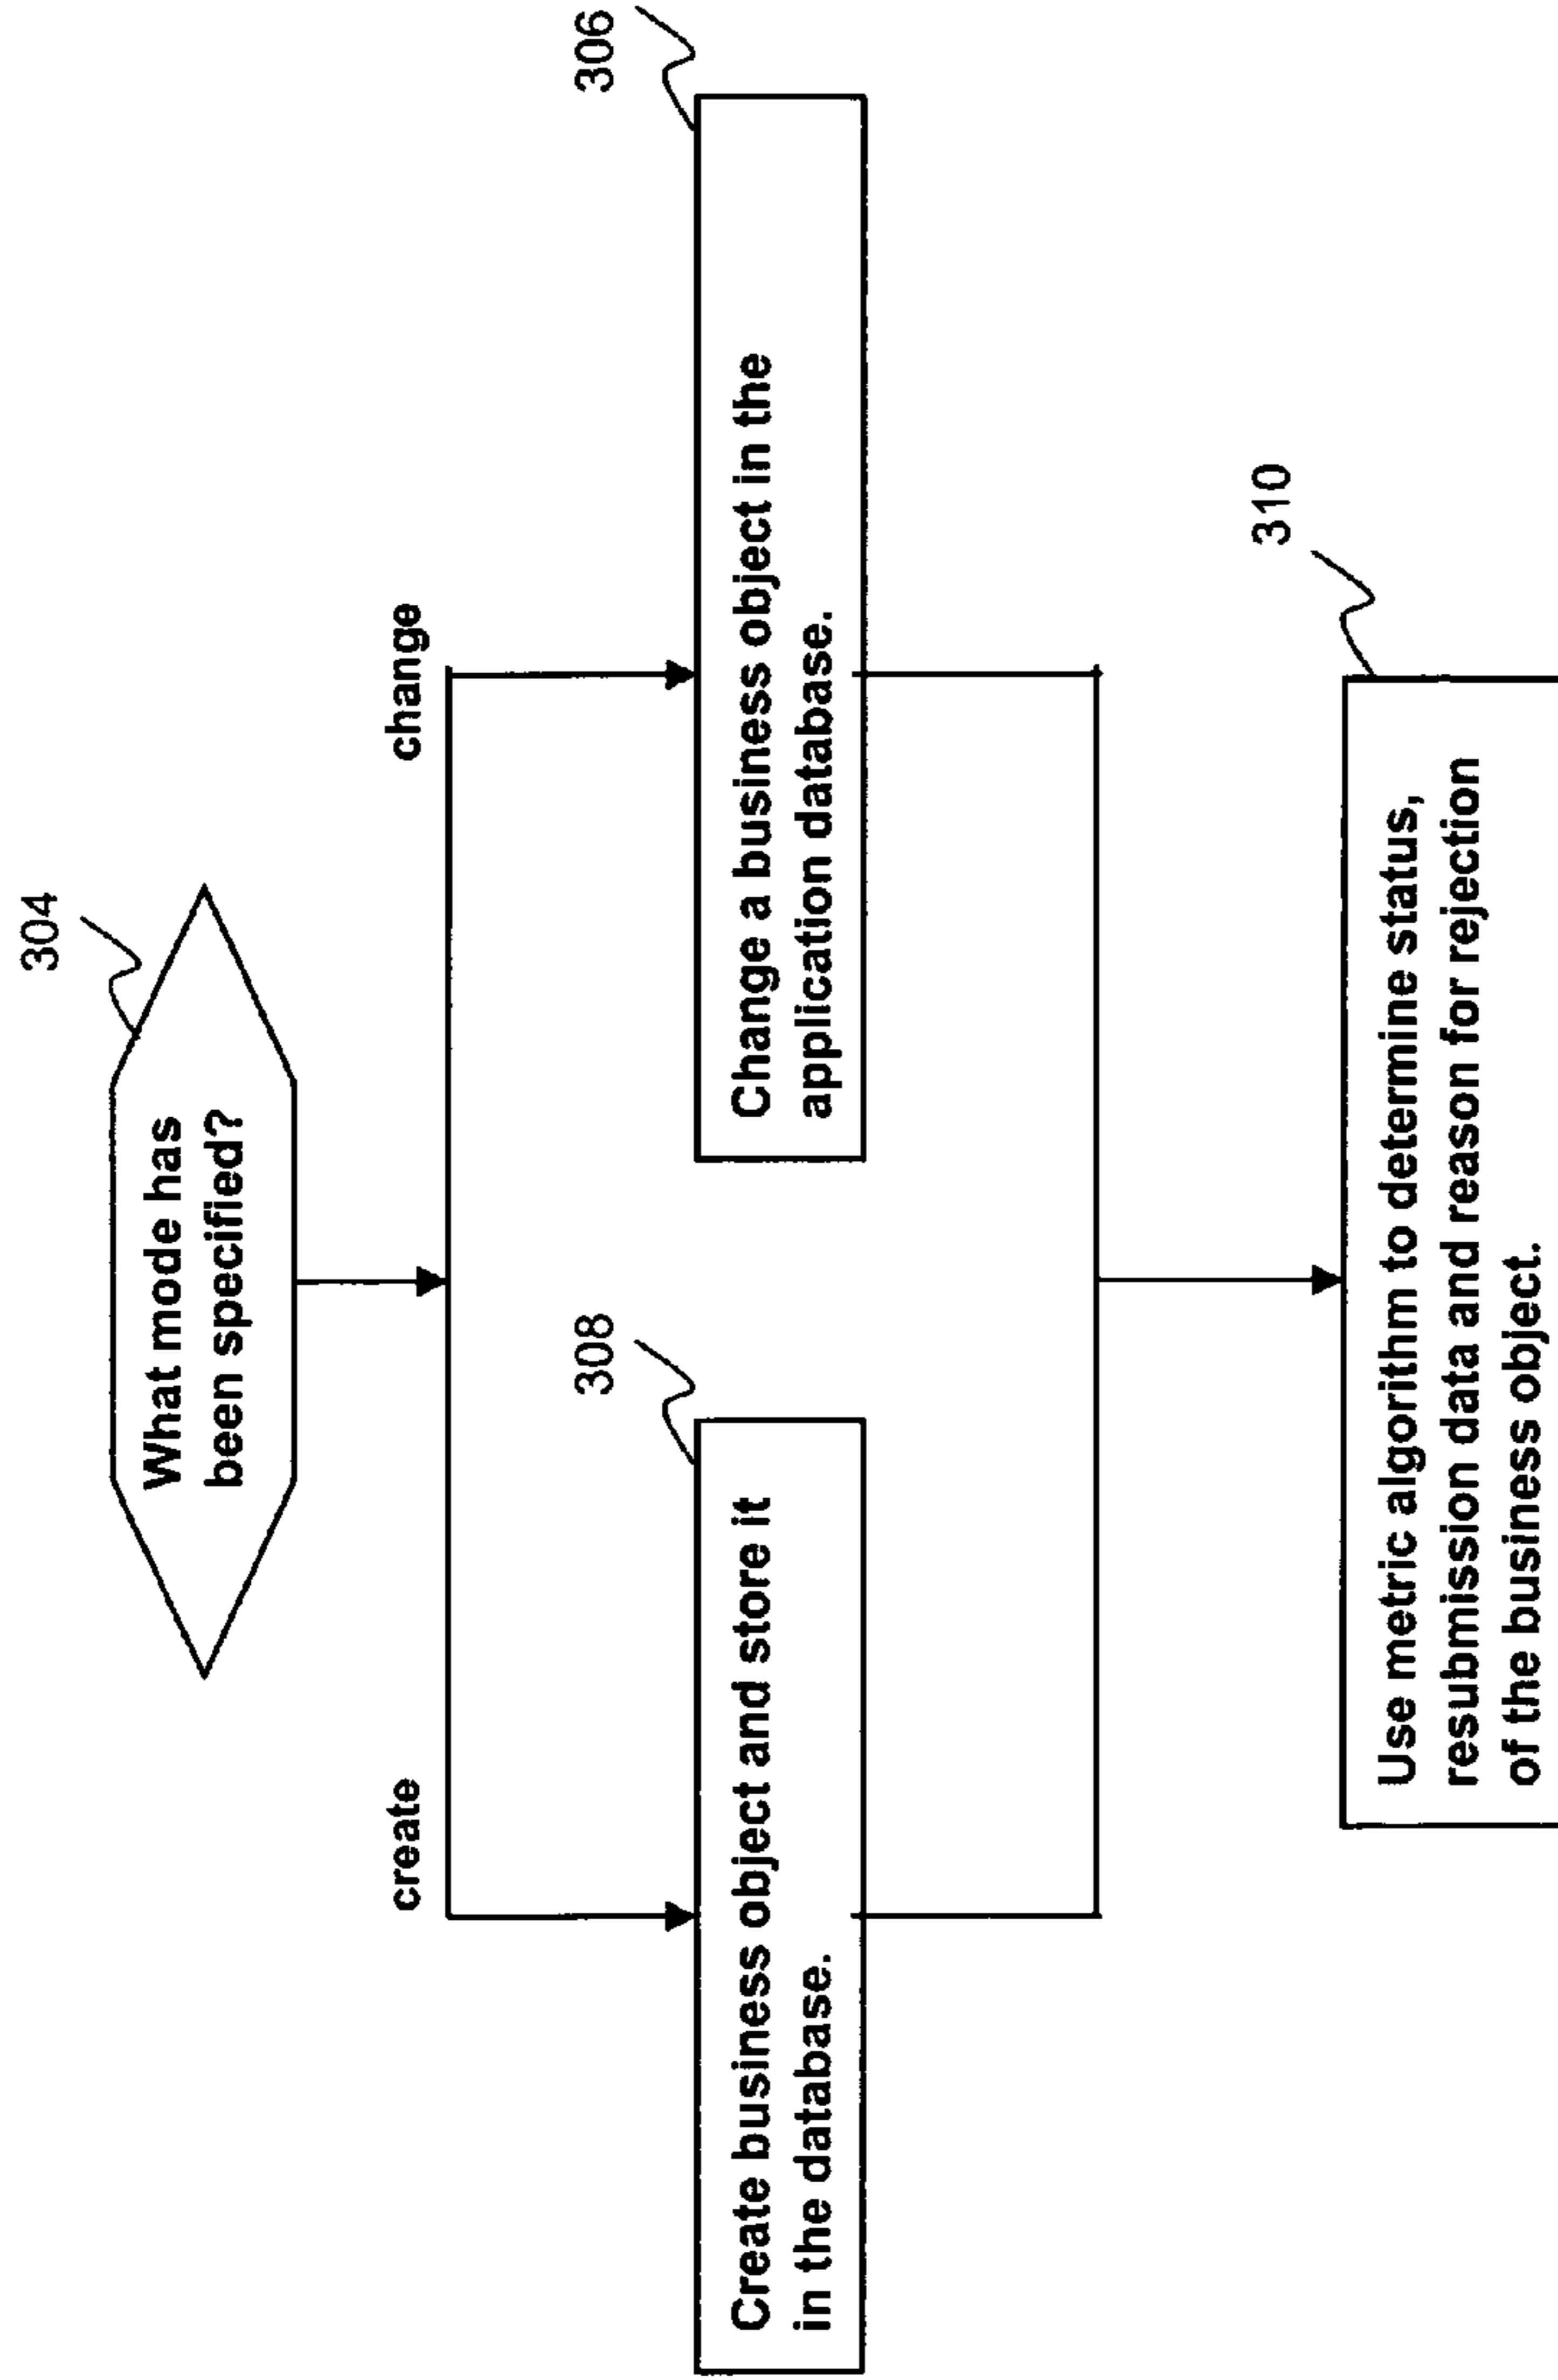 304
What mode has
been specified?
create
change
308
306
Create business object and store it
in the database.
Change a business object in the
application database.
310
Use metric algorithm to determine status,
resubmission data and reason for rejection
of the business object.